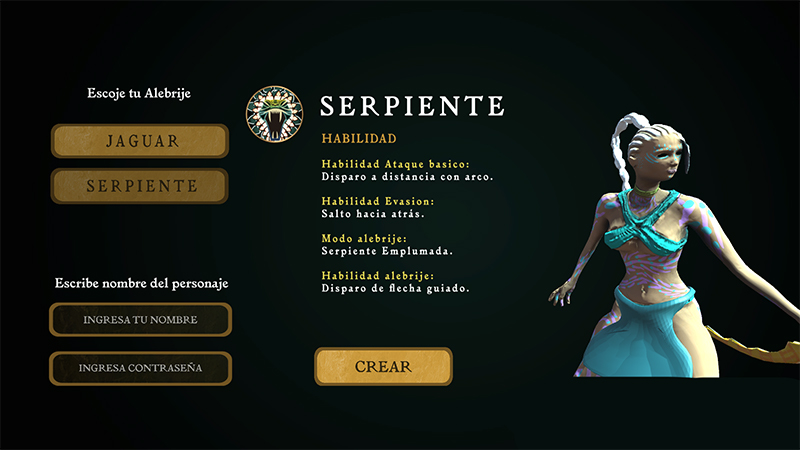 Escoje tu Alebrije
JAGUAR
SERPIENTE
Escribe nombre del personaje
INGRESA TU NOMBRE
INGRESA CONTRASEÑA
SERPIENTE
HABILIDAD
Habilidad Ataque basico:
Disparo a distancia con arco.
Habilidad Evasion:
Salto hacia atrás.
Modo alebrije:
Serpiente Emplumada.
Habilidad alebrije:
Disparo de flecha guiado.
CREAR